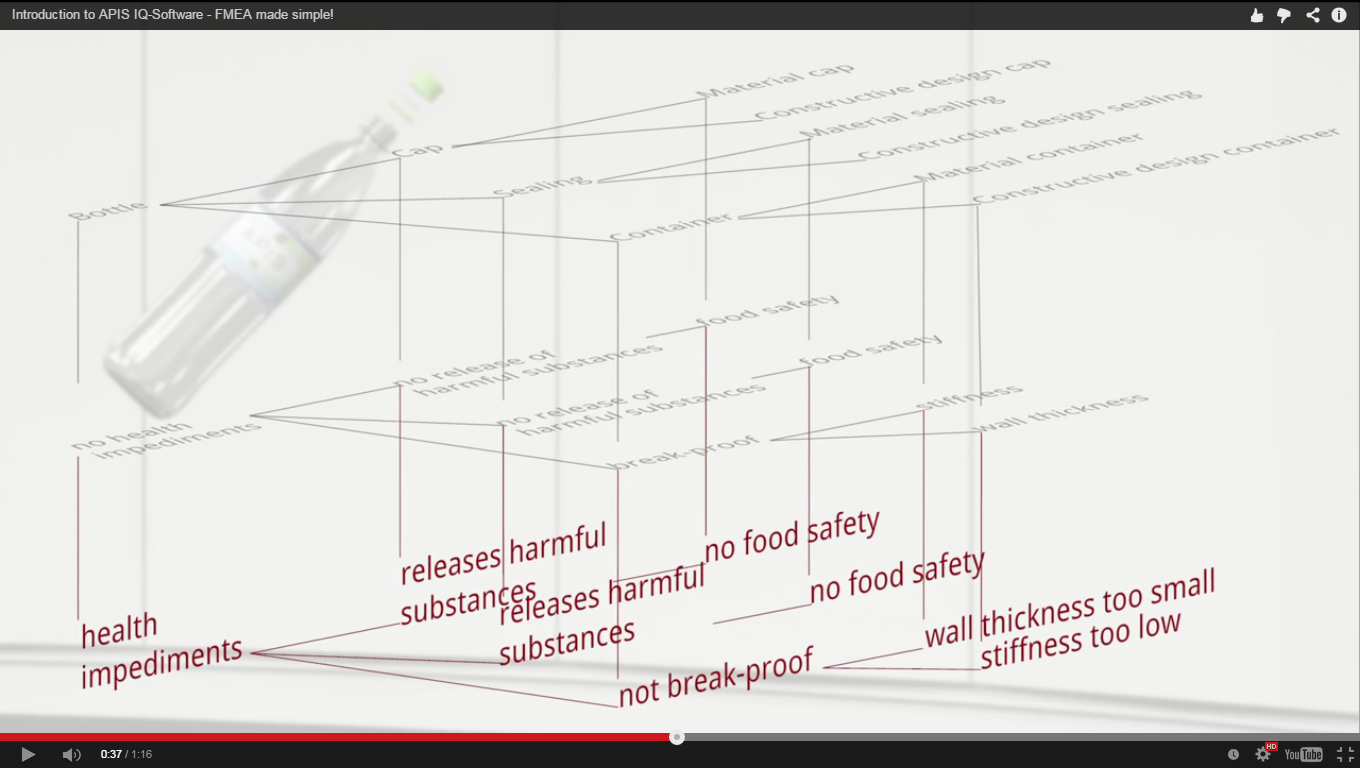 Introduction to APIS IQ-Software - FMEA made simple!
Material cap
Constructive design cap
Cap
Material sealing
Constructive design sealing
Sealing
Material container
Constructive design container
Bottle
Container
food safety
no release of
harmful substances
food safety
no release of
harmful substances
stiffness
wall thickness
no health
impediments
break-proof
releases harmful
substances
no food safety
releases harmful
substances
no food safety
health
impediments
wall thickness too small
stiffness too low
not break-proof
0:37 / 1:16
HD
YouTube